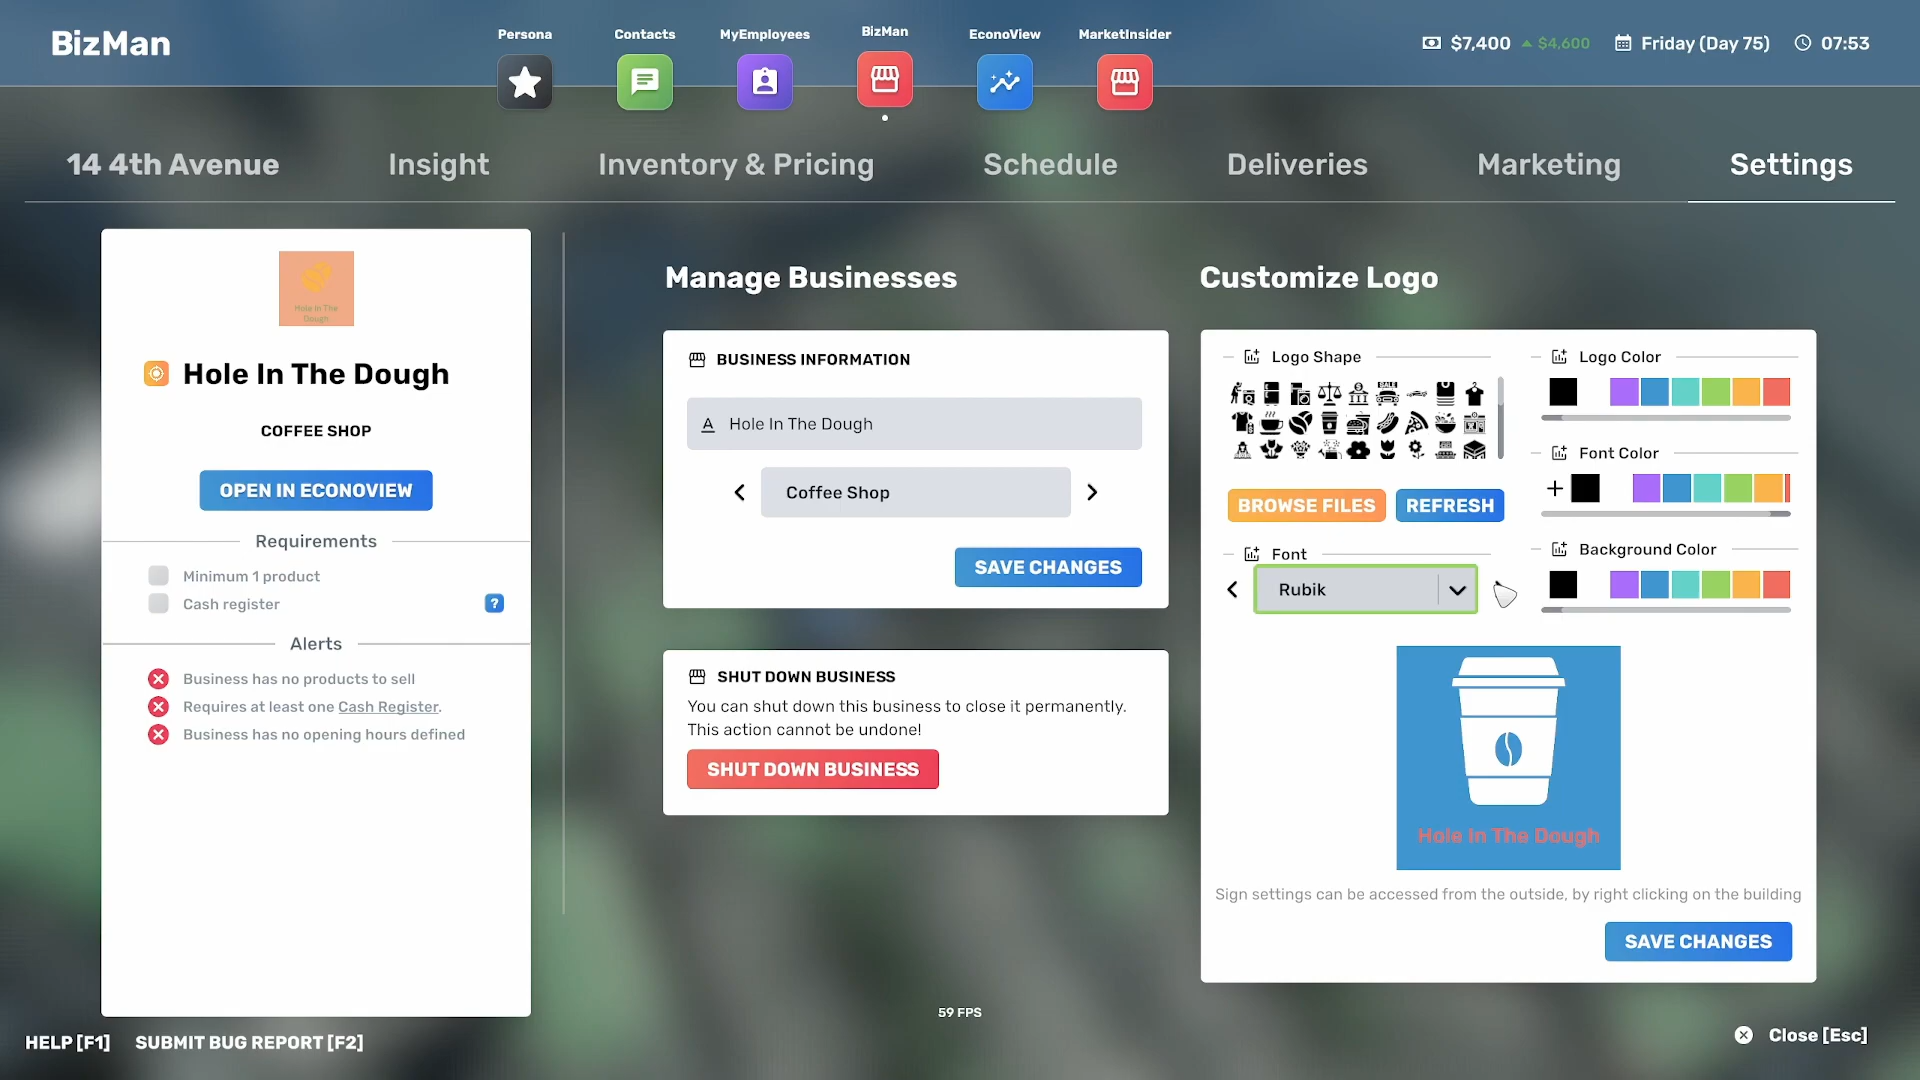 BizMan
Persona
Contacts
MyEmployees
BizMan
EconoView
MarketInsider
$7,400
$4,600
Friday (Day 75)
07:53
14 4th Avenue
Insight
Inventory & Pricing
Schedule
Deliveries
Marketing
Settings
Hole In The
Dough
Hole In The Dough
COFFEE SHOP
OPEN IN ECONOVIEW
Requirements
Minimum 1 product
Cash register
?
Alerts
Business has no products to sell
Requires at least one Cash Register.
Business has no opening hours defined
Manage Businesses
BUSINESS INFORMATION
Hole In The Dough
Coffee Shop
SAVE CHANGES
SHUT DOWN BUSINESS
You can shut down this business to close it permanently.
This action cannot be undone!
SHUT DOWN BUSINESS
Customize Logo
Logo Shape
SALE
BROWSE FILES
REFRESH
Font
Rubik
Logo Color
Font Color
Background Color
Hole In The Dough
Sign settings can be accessed from the outside, by right clicking on the building
SAVE CHANGES
59 FPS
HELP [F1]
SUBMIT BUG REPORT [F2]
Close [Esc]